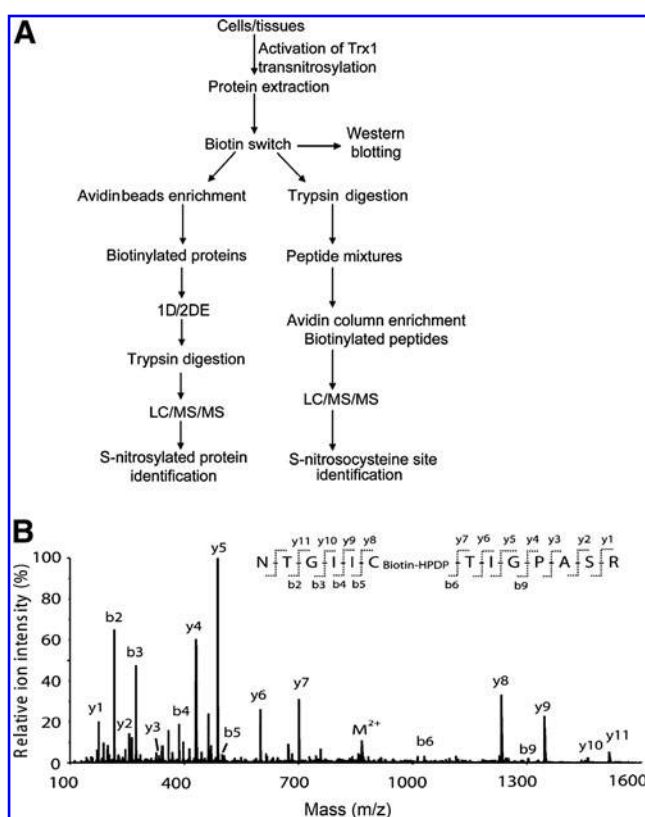 A
Cells/tissues
Activation of Trx1
transnitrosylation
Protein extraction
Biotin switch
Western
blotting
Avidin beads enrichment
Trypsin digestion
Biotinylated proteins
Peptide mixtures
1D/2DE
Avidin column enrichment
Biotinylated peptides
Trypsin digestion
LC/MS/MS
LC/MS/MS
S-nitrosylated protein
identification
S-nitrosocysteine site
identification
B
y11 y10 y9 y8 y7 y6 y5 y4 y3 y2 y1
N T G I I C Biotin-HPDP T I G P A S R
b2 b3 b4 b5 b6 b9
Relative ion intensity (%)
100
80
60
40
20
0
y1 b2 y2 b3 y3 b4 y4 y5 b5 y6 y7 M2+ b6 y8 b9 y9 y10 y11
100 400 700 1000 1300 1600
Mass (m/z)